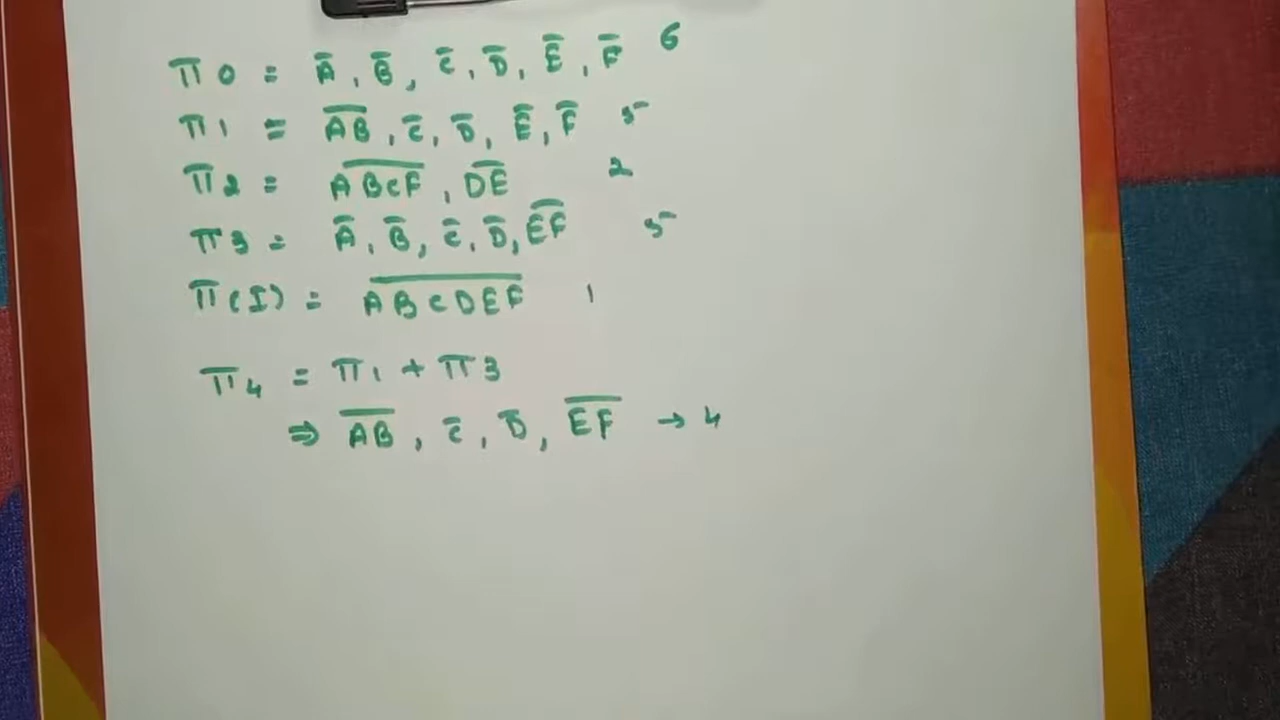 π0 = A̅, B̅, C̅, D̅, E̅, F̅ 6
π1 = A̅B̅, C̅, D̅, E̅, F̅ 5
π2 = A̅B̅C̅F̅, D̅E̅ 2
π3 = A̅, B̅, C̅, D̅, E̅F̅ 5
π(I) = A̅B̅C̅D̅E̅F̅ 1
π4 = π1 + π3
⇒ A̅B̅, C̅, D̅, E̅F̅ → 4